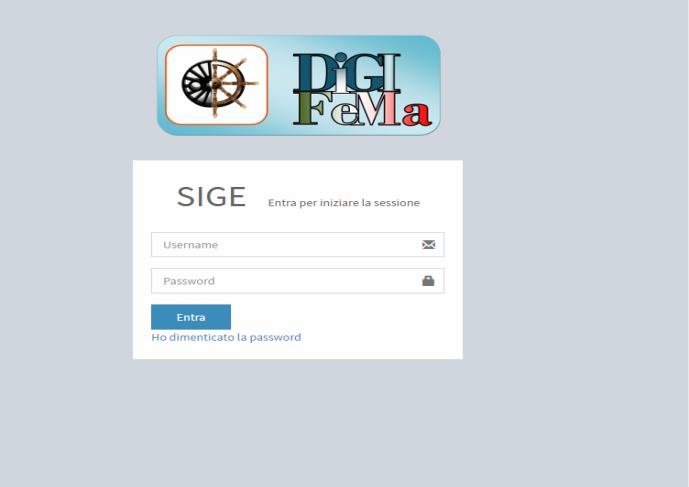 DiGI
FeMa
SIGE Entra per iniziare la sessione
Username
Password
Entra
Ho dimenticato la password